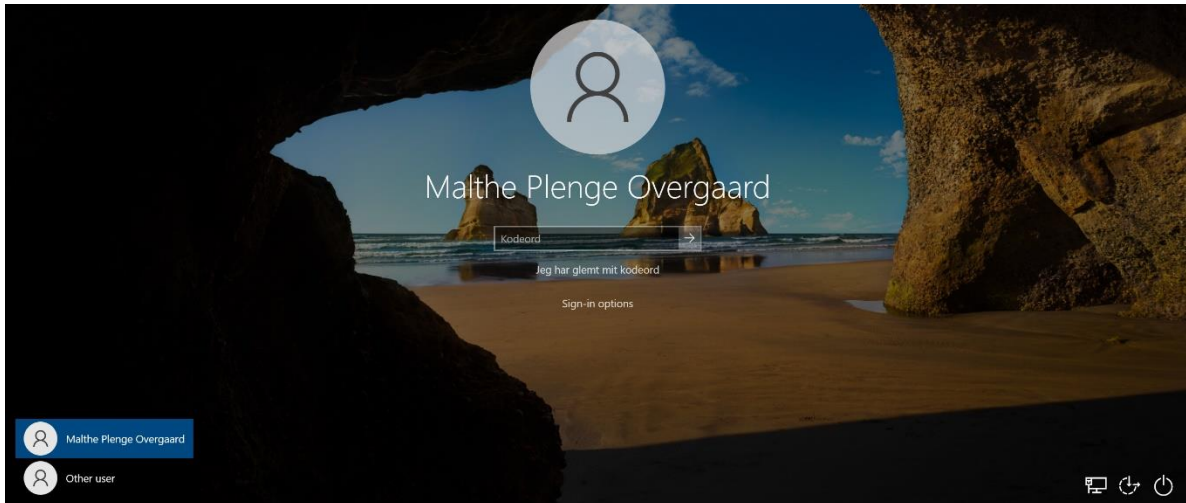 Malthe Plenge Overgaard
Kodeord
Jeg har glemt mit kodeord
Sign-in options
Malthe Plenge Overgaard
Other user